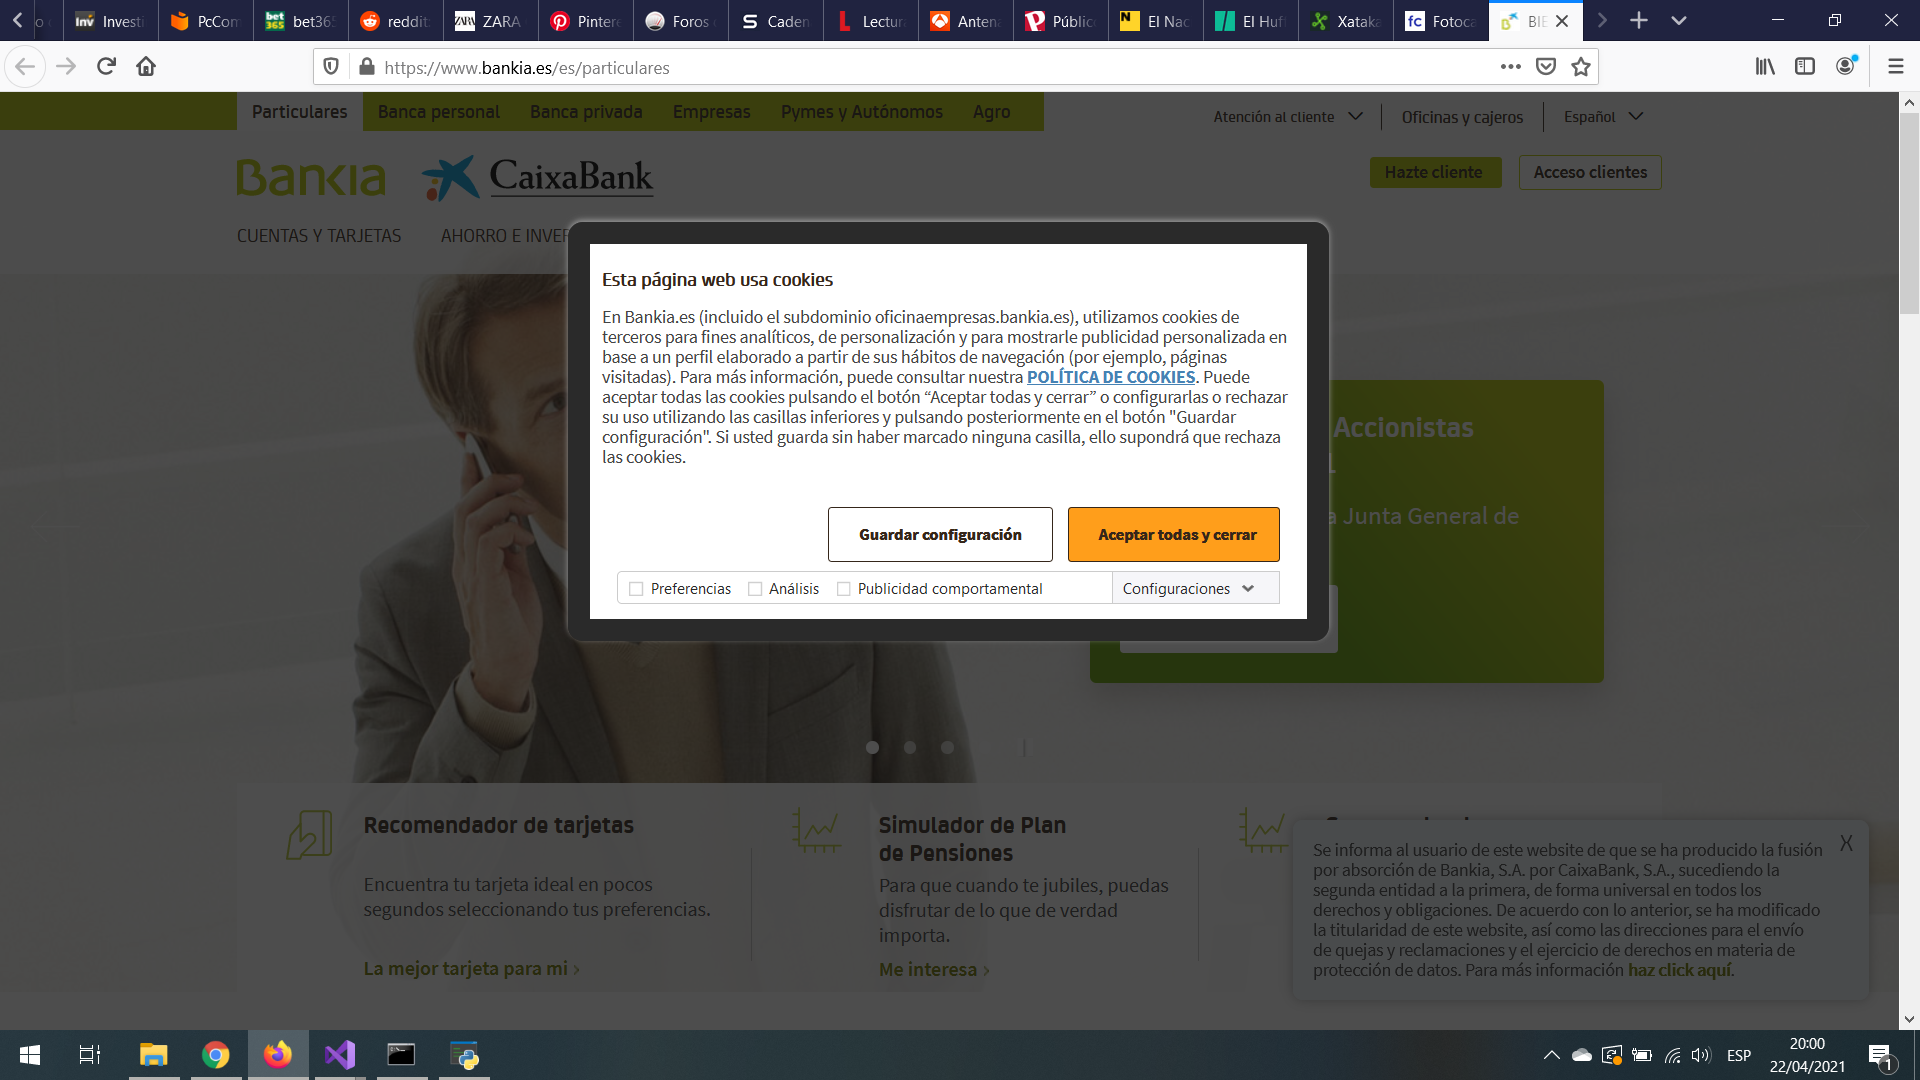 Investi
PcCom
bet365
reddit:
ZARA
Pintere
Foros
Caden
Lectur
Anten
Públic
El Nac
El Huff
Xataka
Fotoca
BIE
https://www.bankia.es/es/particulares
Particulares
Banca personal
Banca privada
Empresas
Pymes y Autónomos
Agro
Atención al cliente
Oficinas y cajeros
Español
Bankia
CaixaBank
Hazte cliente
Acceso clientes
CUENTAS Y TARJETAS
AHORRO E INVER
Esta página web usa cookies
En Bankia.es (incluido el subdominio oficinaempresas.bankia.es), utilizamos cookies de
terceros para fines analíticos, de personalización y para mostrarle publicidad personalizada en
base a un perfil elaborado a partir de sus hábitos de navegación (por ejemplo, páginas
visitadas). Para más información, puede consultar nuestra POLÍTICA DE COOKIES. Puede
aceptar todas las cookies pulsando el botón “Aceptar todas y cerrar” o configurarlas o rechazar
su uso utilizando las casillas inferiores y pulsando posteriormente en el botón "Guardar
configuración". Si usted guarda sin haber marcado ninguna casilla, ello supondrá que rechaza
las cookies.
Guardar configuración
Aceptar todas y cerrar
Preferencias
Análisis
Publicidad comportamental
Configuraciones
Accionistas
a Junta General de
Recomendador de tarjetas
Encuentra tu tarjeta ideal en pocos
segundos seleccionando tus preferencias.
La mejor tarjeta para mi ›
Simulador de Plan
de Pensiones
Para que cuando te jubiles, puedas
disfrutar de lo que de verdad
importa.
Me interesa ›
X
Se informa al usuario de este website de que se ha producido la fusión
por absorción de Bankia, S.A. por CaixaBank, S.A., sucediendo la
segunda entidad a la primera, de forma universal en todos los
derechos y obligaciones. De acuerdo con lo anterior, se ha modificado
la titularidad de este website, así como las direcciones para el envío
de quejas y reclamaciones y el ejercicio de derechos en materia de
protección de datos. Para más información haz click aquí.
ESP
20:00
22/04/2021
1